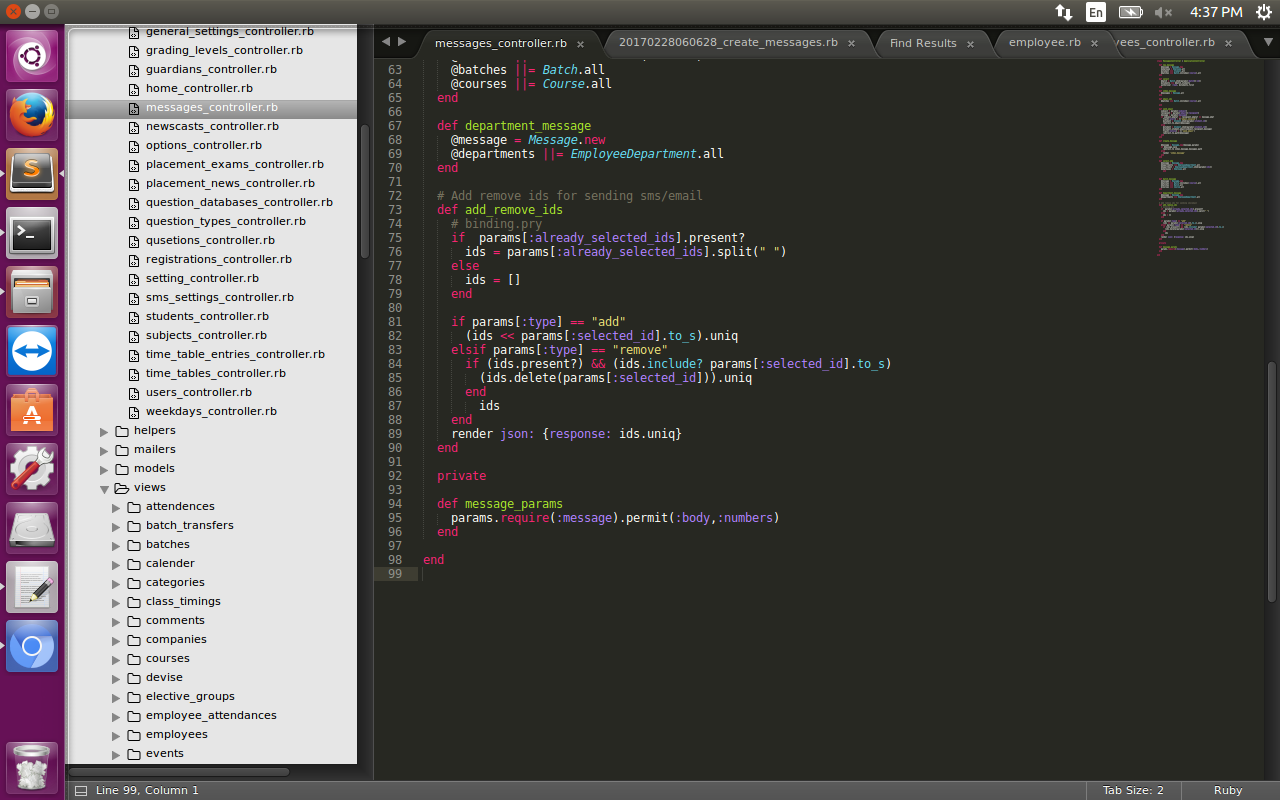 En
4:37 PM
general_settings_controller.rb
grading_levels_controller.rb
guardians_controller.rb
home_controller.rb
messages_controller.rb
newscasts_controller.rb
options_controller.rb
placement_exams_controller.rb
placement_news_controller.rb
question_databases_controller.rb
question_types_controller.rb
qusetions_controller.rb
registrations_controller.rb
setting_controller.rb
sms_settings_controller.rb
students_controller.rb
subjects_controller.rb
time_table_entries_controller.rb
time_tables_controller.rb
users_controller.rb
weekdays_controller.rb
helpers
mailers
models
views
attendences
batch_transfers
batches
calender
categories
class_timings
comments
companies
courses
devise
elective_groups
employee_attendances
employees
events
messages_controller.rb × 20170228060628_create_messages.rb × Find Results × employee.rb × yees_controller.rb ×
63 @batches ||= Batch.all
64 @courses ||= Course.all
65 end
66
67 def department_message
68 @message = Message.new
69 @departments ||= EmployeeDepartment.all
70 end
71
72 # Add remove ids for sending sms/email
73 def add_remove_ids
74 # binding.pry
75 if  params[:already_selected_ids].present?
76 ids = params[:already_selected_ids].split(" ")
77 else
78 ids = []
79 end
80
81 if params[:type] == "add"
82 (ids << params[:selected_id].to_s).uniq
83 elsif params[:type] == "remove"
84 if (ids.present?) && (ids.include? params[:selected_id].to_s)
85 (ids.delete(params[:selected_id])).uniq
86 end
87 ids
88 end
89 render json: {response: ids.uniq}
90 end
91
92 private
93
94 def message_params
95 params.require(:message).permit(:body,:numbers)
96 end
97
98 end
99
Line 99, Column 1
Tab Size: 2
Ruby